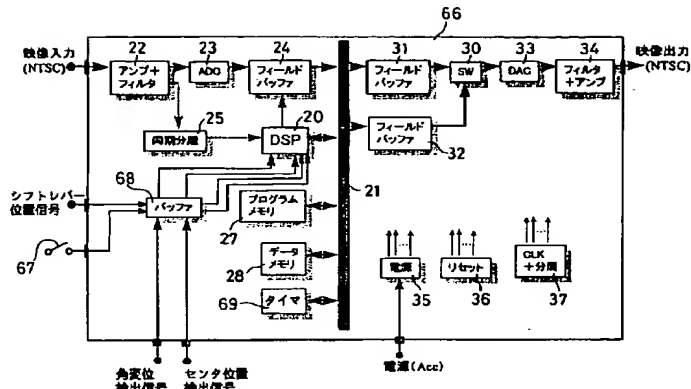 66
映像入力
(NTSC)
22
アンプ+
フィルタ
23
ADC
24
フィールド
バッファ
31
フィールド
バッファ
30
SW
33
DAC
34
フィルタ
+アンプ
映像出力
(NTSC)
25
同期分離
20
DSP
フィールド
バッファ
32
21
シフトレバー
位置信号
68
バッファ
67
プログラム
メモリ
27
データ
メモリ
28
タイマ
69
電源
35
リセット
36
CLK
+分周
37
角変位
検出信号
センタ位置
検出信号
電源(Acc)